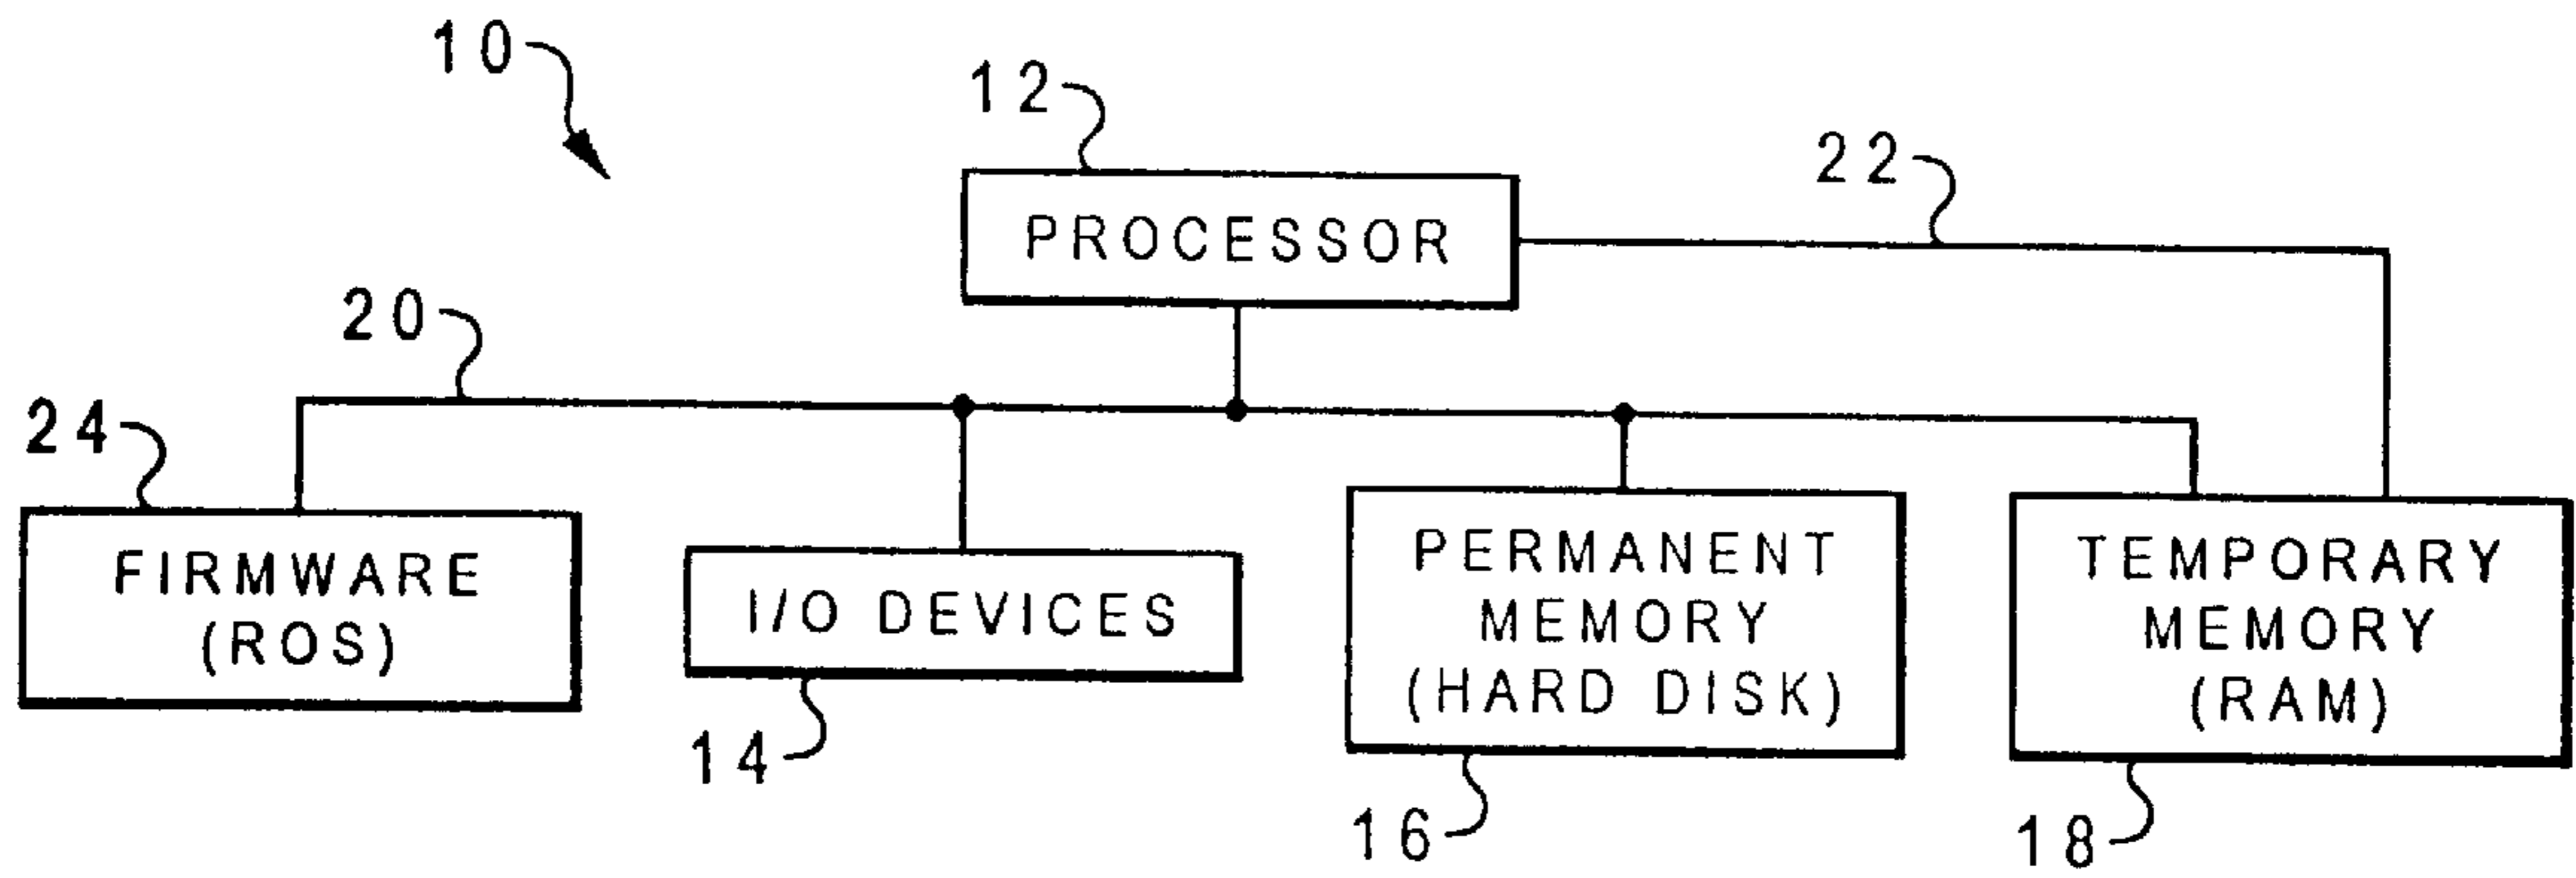 10
12
PROCESSOR
22
20
24
FIRMWARE
(ROS)
I/O DEVICES
14
PERMANENT
MEMORY
(HARD DISK)
16
TEMPORARY
MEMORY
(RAM)
18